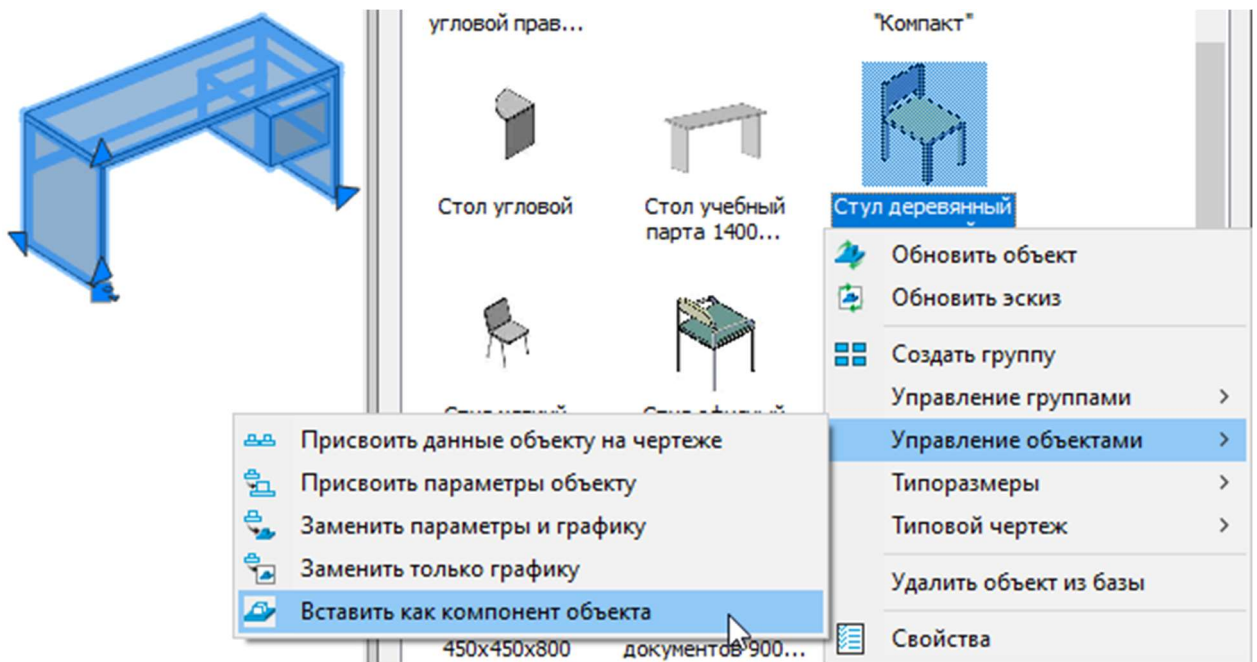 угловой прав...
"Компакт"
Стол угловой
Стол учебный
парта 1400...
Стул деревянный
Обновить объект
Обновить эскиз
Создать группу
Управление группами
Управление объектами
Типоразмеры
Типовой чертеж
Удалить объект из базы
Свойства
Присвоить данные объекту на чертеже
Присвоить параметры объекту
Заменить параметры и графику
Заменить только графику
Вставить как компонент объекта
450x450x800
документов 900...